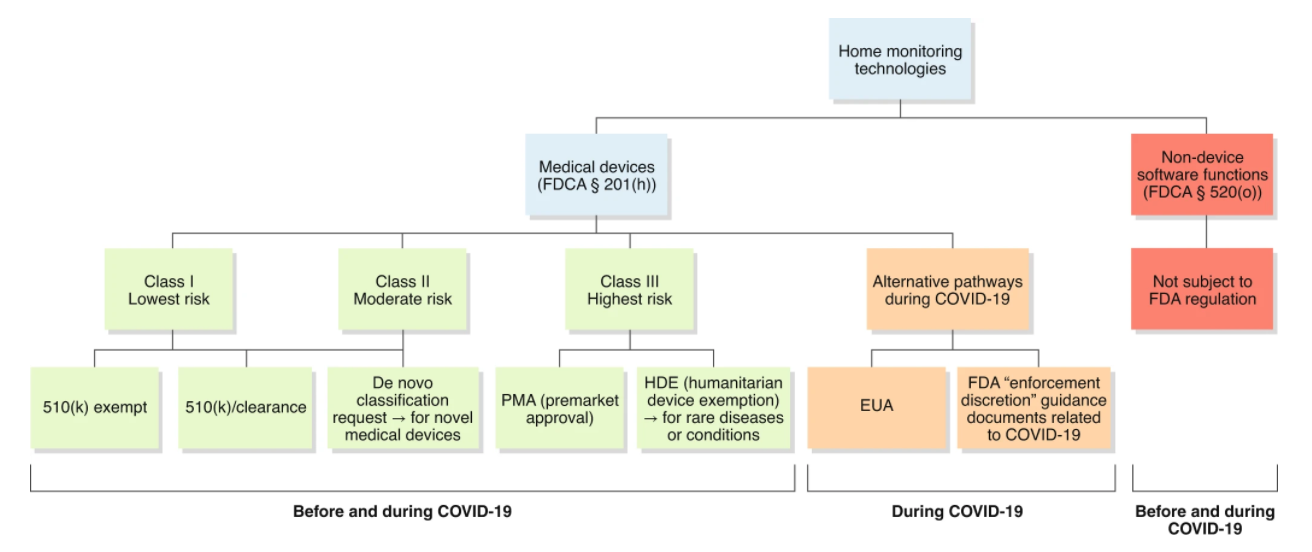 Home monitoring
technologies
Medical devices
(FDCA § 201(h))
Non-device
software functions
(FDCA § 520(o))
Class I
Lowest risk
Class II
Moderate risk
Class III
Highest risk
Alternative pathways
during COVID-19
Not subject to
FDA regulation
510(k) exempt
510(k)/clearance
De novo
classification
request → for novel
medical devices
PMA (premarket
approval)
HDE (humanitarian
device exemption)
→ for rare diseases
or conditions
EUA
FDA “enforcement
discretion” guidance
documents related
to COVID-19
Before and during COVID-19
During COVID-19
Before and during
COVID-19